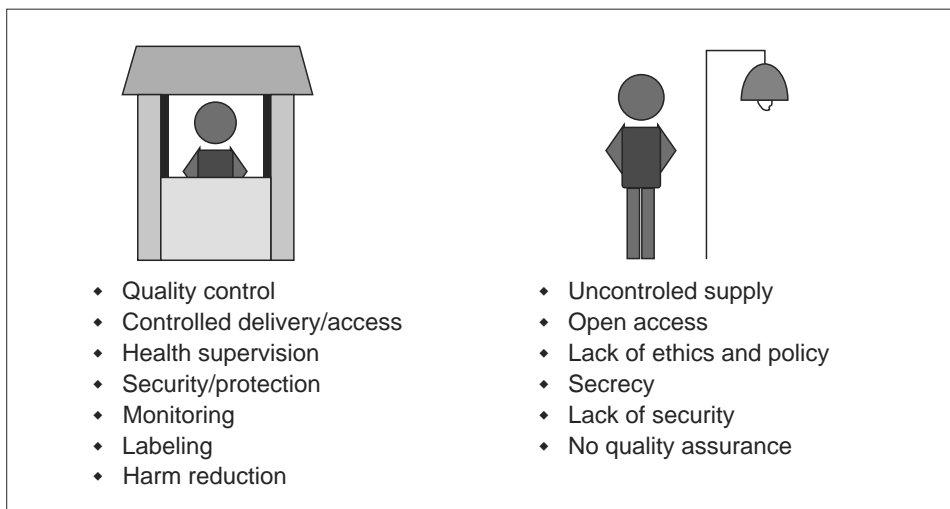 Quality control
Controlled delivery/access
Health supervision
Security/protection
Monitoring
Labeling
Harm reduction
Uncontroled supply
Open access
Lack of ethics and policy
Secrecy
Lack of security
No quality assurance